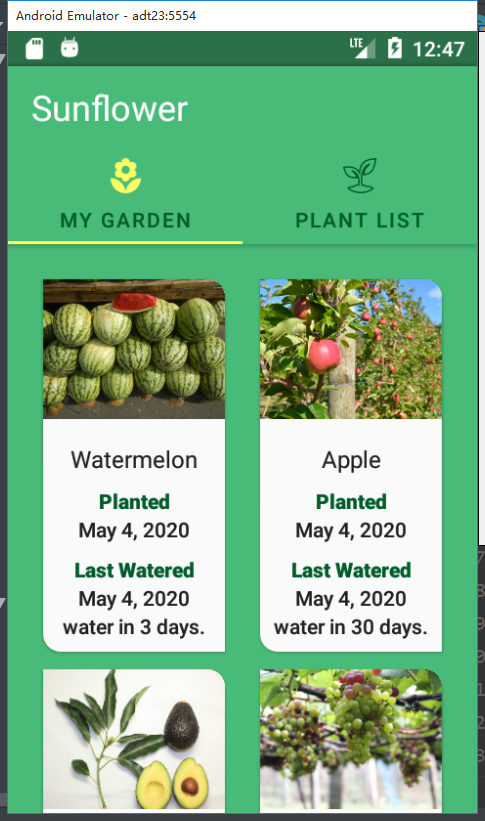 Android Emulator - adt23:5554
LTE 12:47
Sunflower
MY GARDEN
PLANT LIST
Watermelon
Planted
May 4, 2020
Last Watered
May 4, 2020
water in 3 days.
Apple
Planted
May 4, 2020
Last Watered
May 4, 2020
water in 30 days.